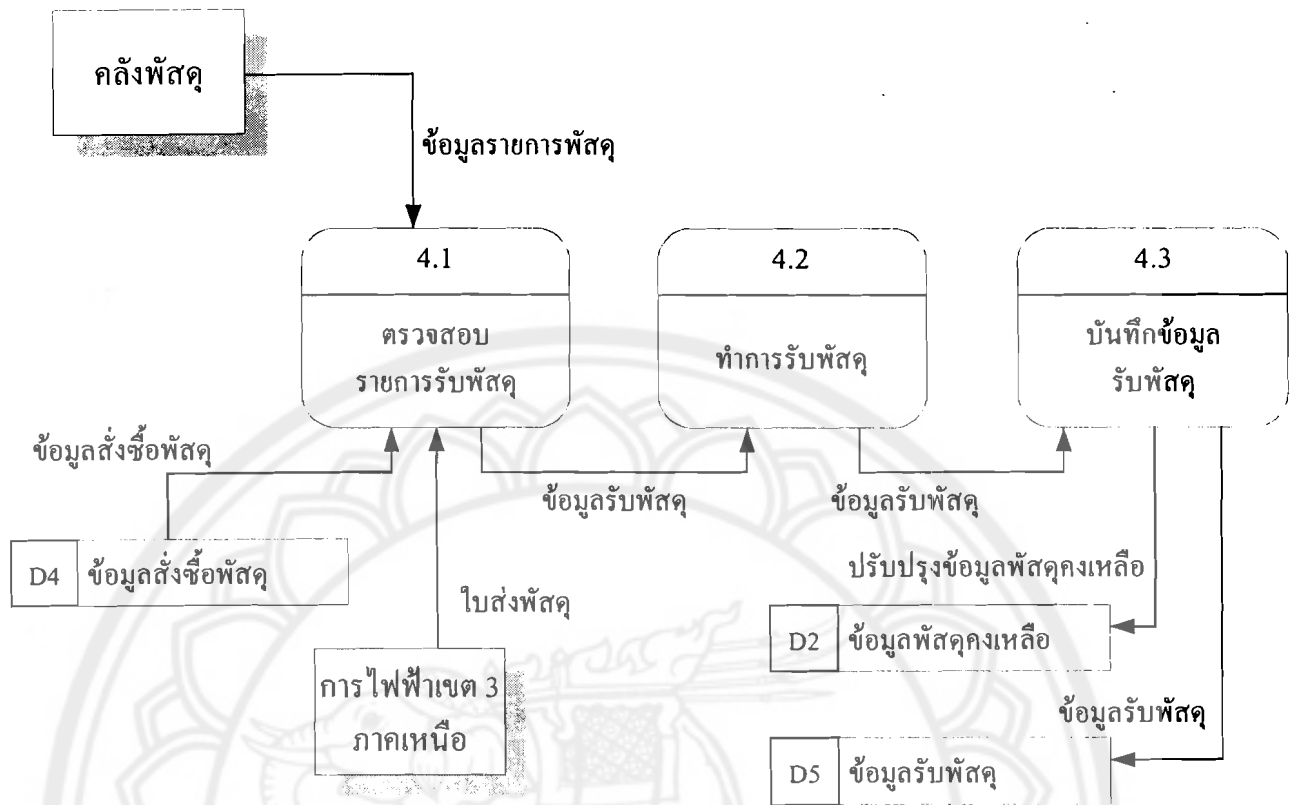 คลังพัสดุ
ข้อมูลรายการพัสดุ
4.1
ตรวจสอบ
รายการรับพัสดุ
4.2
ทำการรับพัสดุ
4.3
บันทึกข้อมูล
รับพัสดุ
ข้อมูลสั่งซื้อพัสดุ
ข้อมูลรับพัสดุ
ข้อมูลรับพัสดุ
D4 ข้อมูลสั่งซื้อพัสดุ
ใบส่งพัสดุ
ปรับปรุงข้อมูลพัสดุคงเหลือ
D2 ข้อมูลพัสดุคงเหลือ
การไฟฟ้าเขต 3
ภาคเหนือ
ข้อมูลรับพัสดุ
D5 ข้อมูลรับพัสดุ